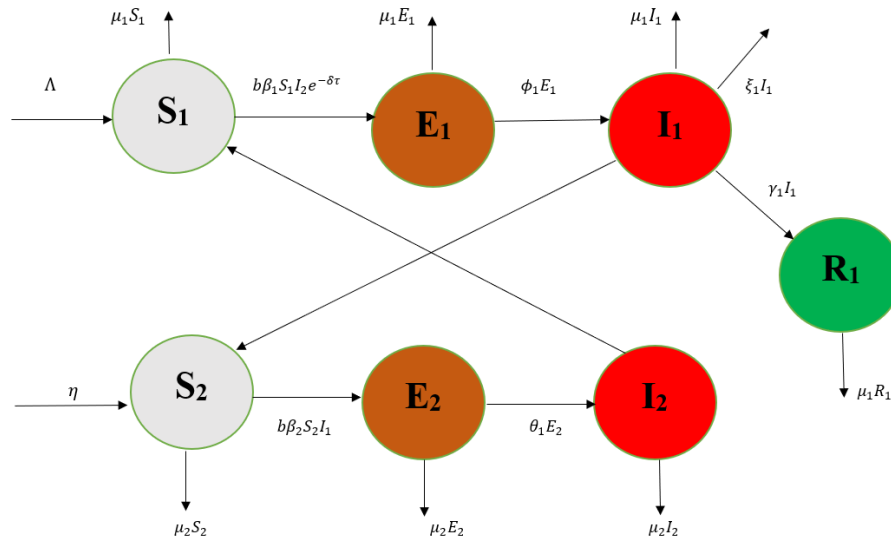 μ₁S₁
μ₁E₁
μ₁I₁
Λ
bβ₁S₁I₂e^{−δτ}
ϕ₁E₁
ξ₁I₁
S₁
E₁
I₁
γ₁I₁
R₁
η
S₂
E₂
I₂
μ₁R₁
bβ₂S₂I₁
θ₁E₂
μ₂S₂
μ₂E₂
μ₂I₂